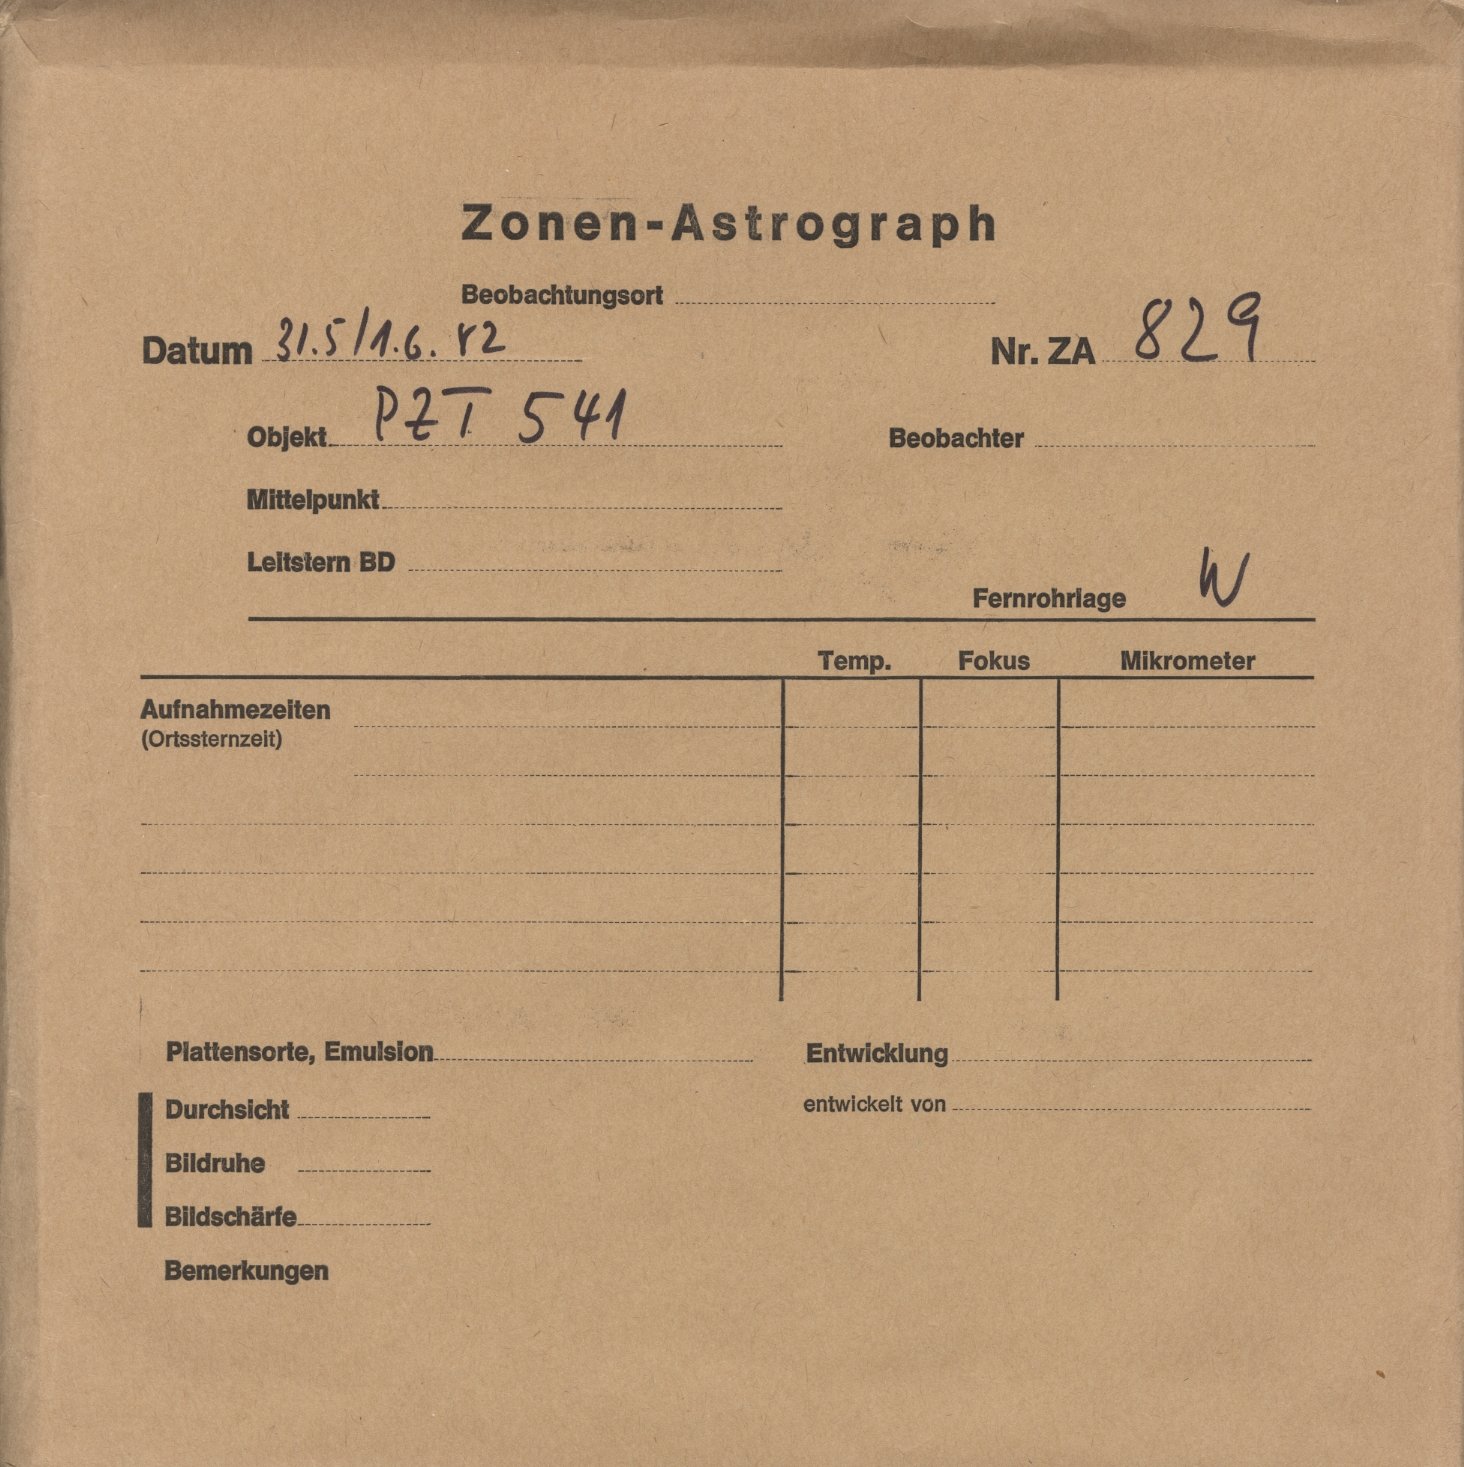 Zonen-Astrograph
Beobachtungsort
Datum 31.5/1.6.82
Nr. ZA 829
Objekt PZT 541
Beobachter
Mittelpunkt
Leitstern BD
Fernrohrlage W
Temp. Fokus Mikrometer
Aufnahmezeiten
(Ortssternzeit)
Plattensorte, Emulsion
Entwicklung
Durchsicht
entwickelt von
Bildruhe
Bildschärfe
Bemerkungen